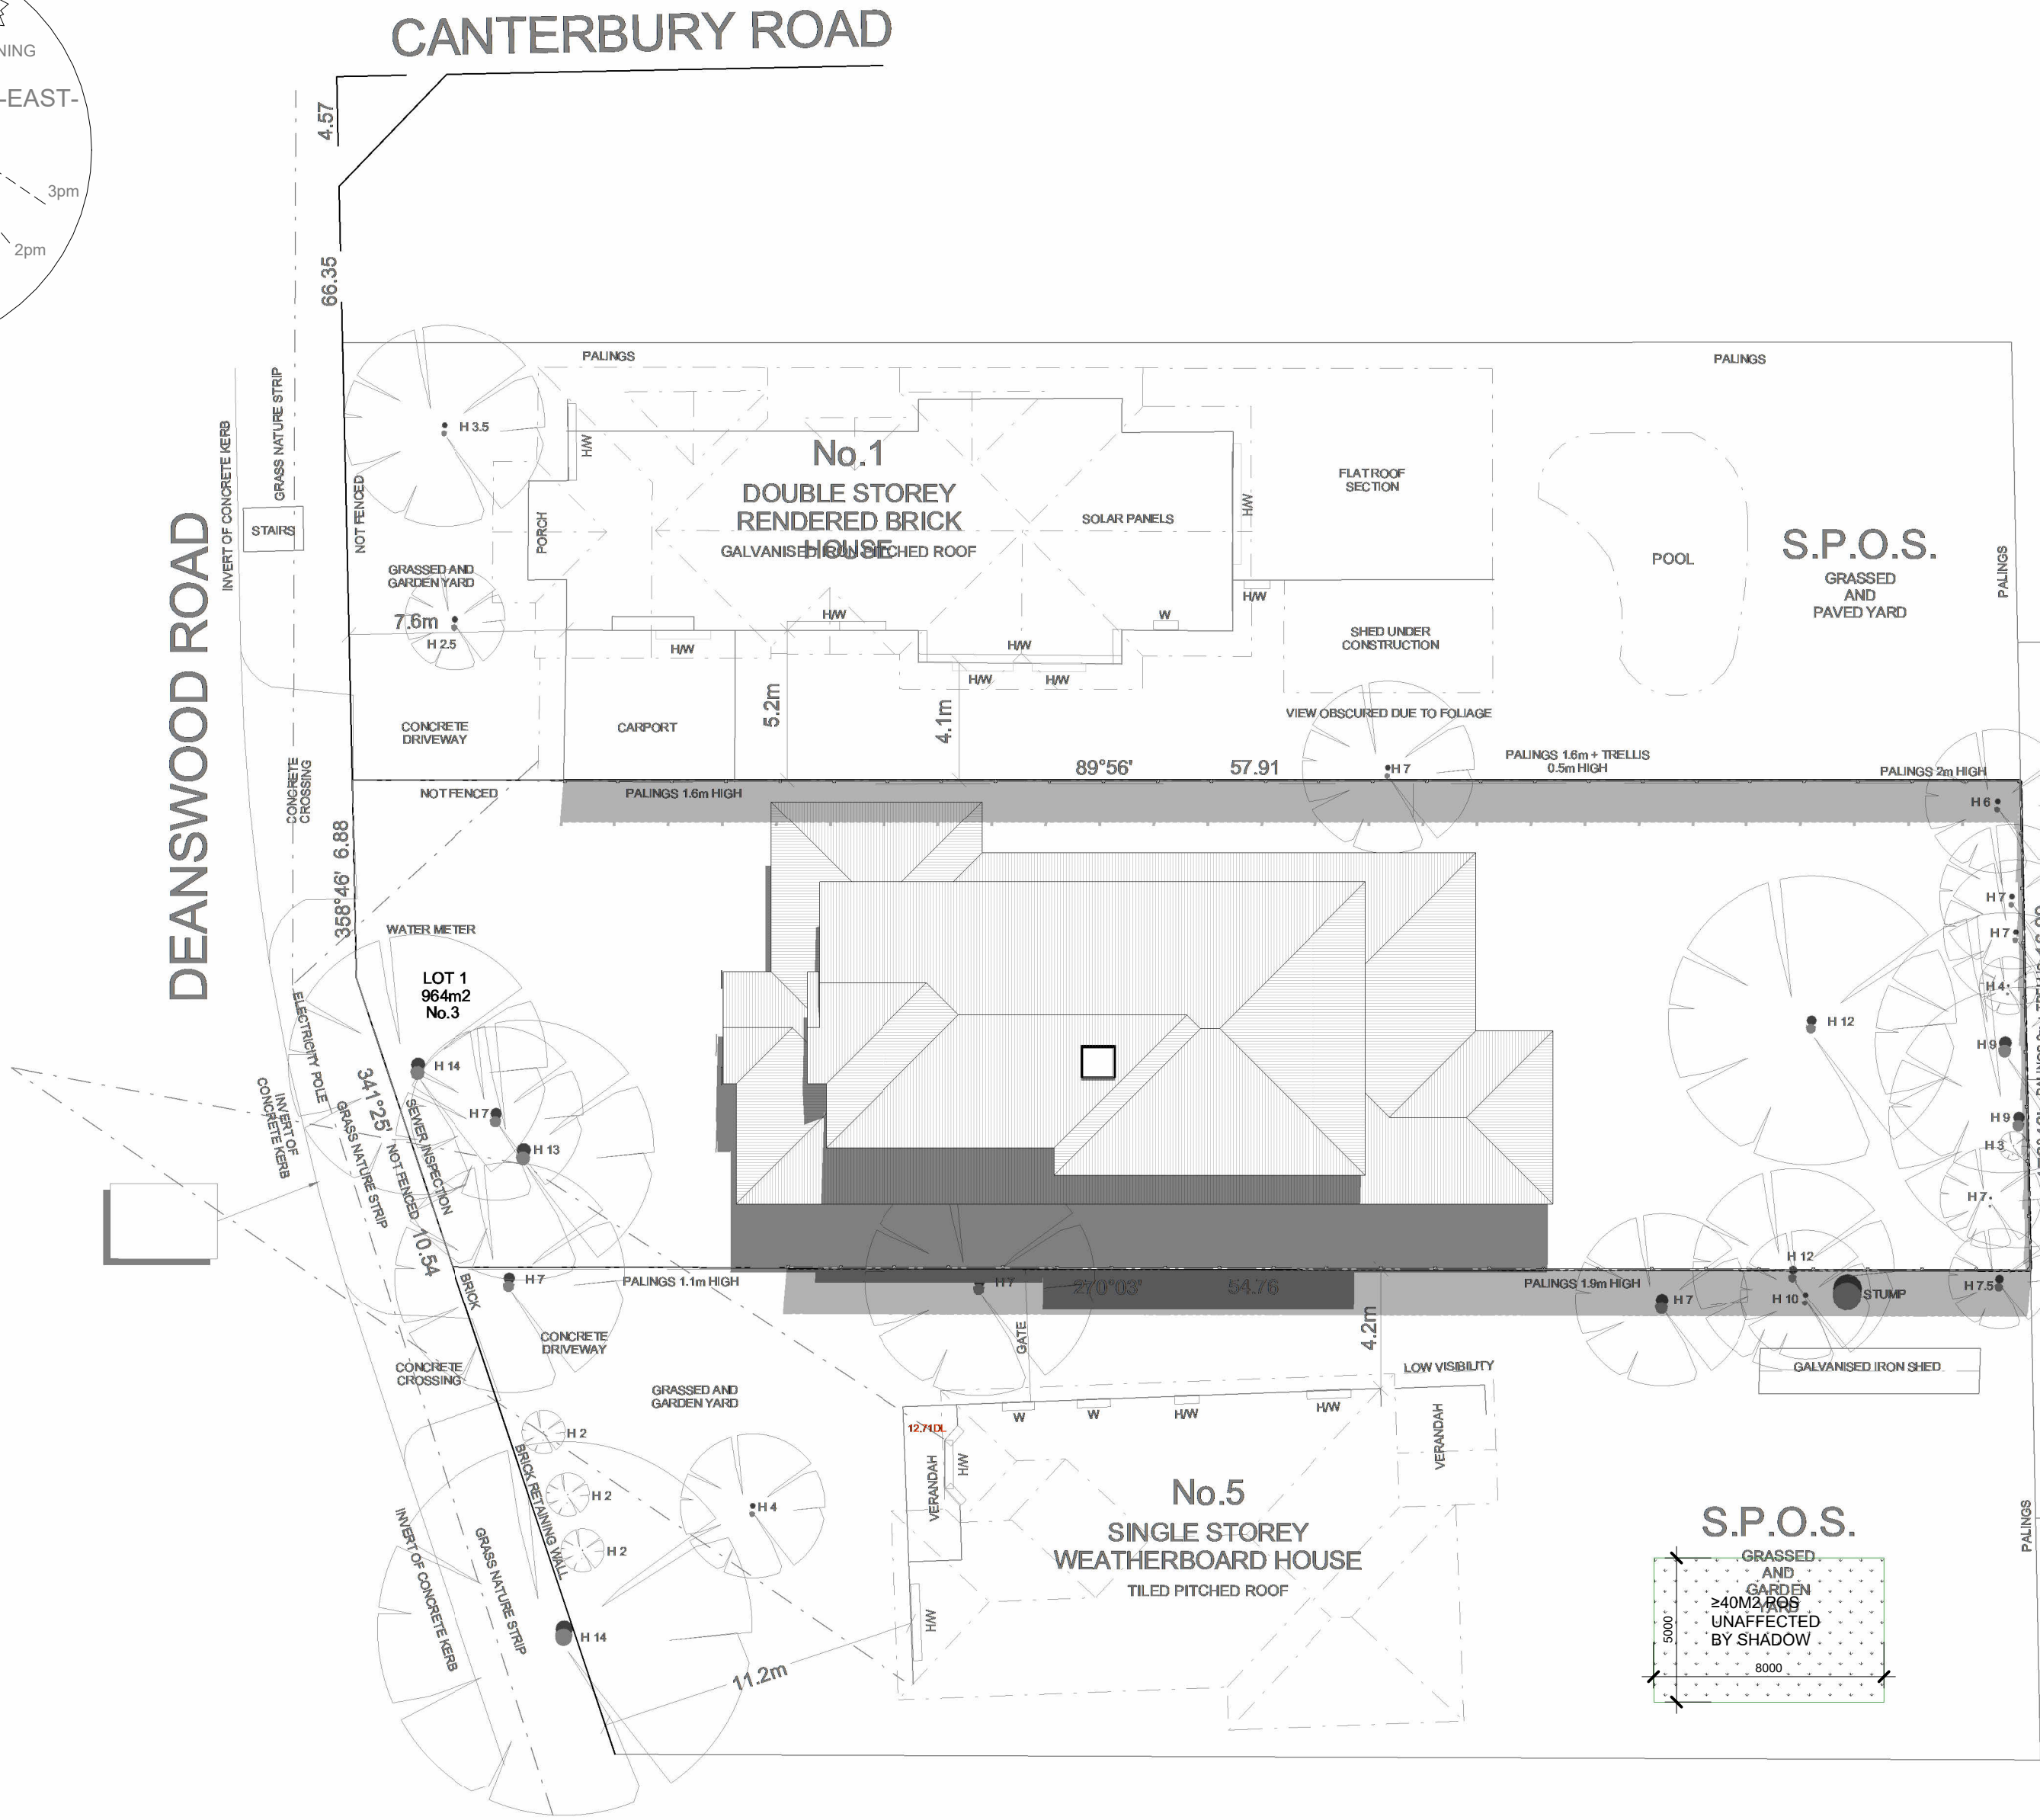 CANTERBURY ROAD
NING
-EAST-
3pm
2pm
4.57
66.35
DEANSWOOD ROAD
INVERT OF CONCRETE KERB
GRASS NATURE STRIP
STAIRS
NOT FENCED
PALINGS
PALINGS
H 3.5
H/W
PORCH
No.1
DOUBLE STOREY
RENDERED BRICK
HOUSE
GALVANISED IRON PITCHED ROOF
SOLAR PANELS
H/W
FLAT ROOF
SECTION
POOL
S.P.O.S.
GRASSED
AND
PAVED YARD
PALINGS
GRASSED AND
GARDEN YARD
7.6m
H 2.5
H/W
H/W
H/W
W
H/W
H/W
H/W
SHED UNDER
CONSTRUCTION
CONCRETE
DRIVEWAY
CARPORT
5.2m
4.1m
VIEW OBSCURED DUE TO FOLIAGE
CONCRETE
CROSSING
NOT FENCED
PALINGS 1.6m HIGH
89°56'
57.91
H 7
PALINGS 1.6m + TRELLIS
0.5m HIGH
PALINGS 2m HIGH
H 6
358°46' 6.88
WATER METER
LOT 1
964m2
No.3
ELECTRICITY POLE
H 14
H 7
H 13
H 12
H 7
H 7
H 4
H 9
H 9
H 3
H 7
341°25'
NOT FENCED
10.54
SEWER INSPECTION
GRASS NATURE STRIP
INVERT OF
CONCRETE KERB
BRICK
H 7
PALINGS 1.1m HIGH
H 7
270°03'
54.76
PALINGS 1.9m HIGH
H 12
H 7
H 10
STUMP
H 7.5
CONCRETE
DRIVEWAY
CONCRETE
CROSSING
GRASSED AND
GARDEN YARD
GATE
4.2m
LOW VISIBILITY
GALVANISED IRON SHED
W
W
H/W
H/W
12.71DL
VERANDAH
H/W
VERANDAH
H 2
H 2
H 2
H 4
BRICK RETAINING WALL
No.5
SINGLE STOREY
WEATHERBOARD HOUSE
TILED PITCHED ROOF
H/W
H 14
11.2m
INVERT OF CONCRETE KERB
GRASS NATURE STRIP
S.P.O.S.
GRASSED
AND
GARDEN
YARD
≥40M2 POS
UNAFFECTED
BY SHADOW
5000
8000
PALINGS